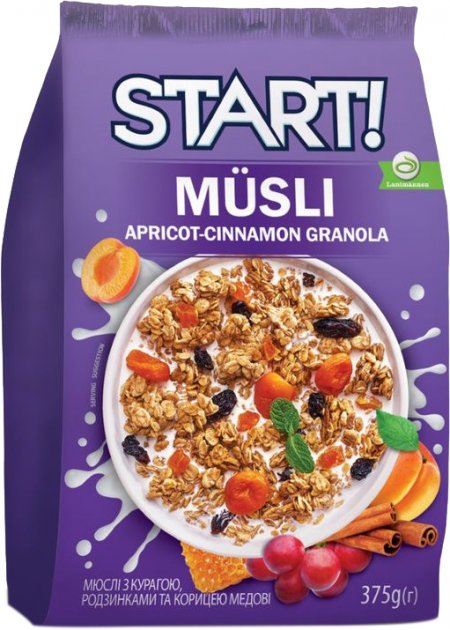 START!
Lantmännen
MÜSLI
APRICOT-CINNAMON GRANOLA
SERVING SUGGESTION
МЮСЛІ З КУРАГОЮ,
РОДЗИНКАМИ ТА КОРИЦЕЮ МЕДОВІ
375g(г)